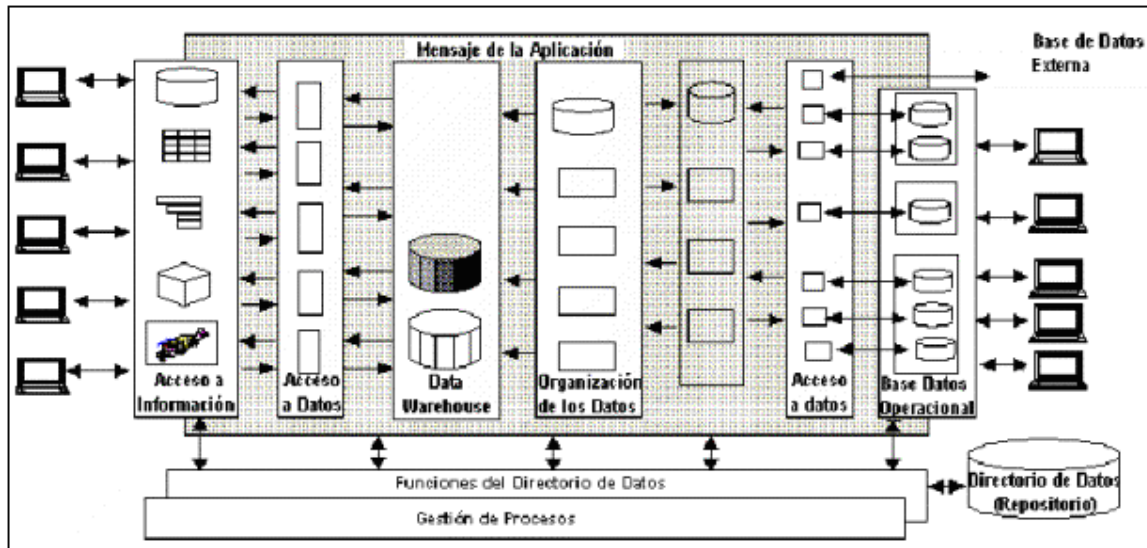 Mensaje de la Aplicación
Base de Datos
Externa
Acceso a
Información
Acceso
a Datos
Data
Warehouse
Organización
de los Datos
Acceso
a datos
Base Datos
Operacional
Funciones del Directorio de Datos
Gestión de Procesos
Directorio de Datos
(Repositorio)